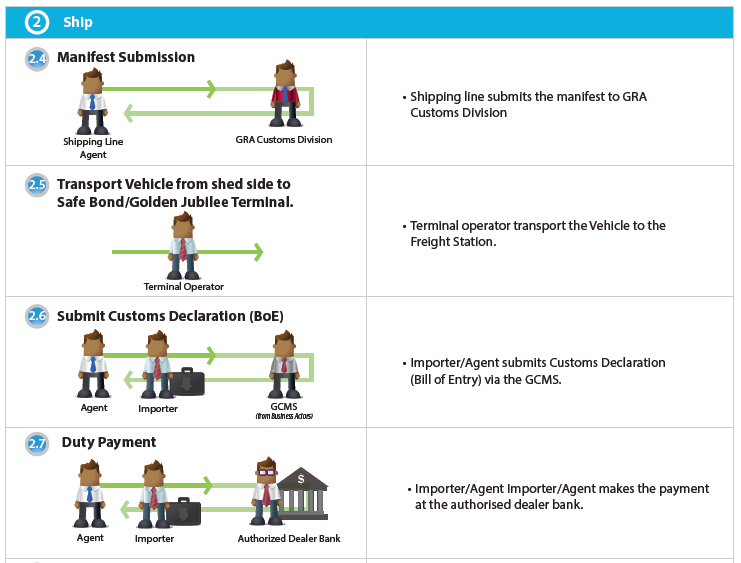 2 Ship
2.4 Manifest Submission
Shipping Line
Agent
GRA Customs Division
• Shipping line submits the manifest to GRA
Customs Division
2.5 Transport Vehicle from shed side to
Safe Bond/Golden Jubilee Terminal.
Terminal Operator
• Terminal operator transport the Vehicle to the
Freight Station.
2.6 Submit Customs Declaration (BoE)
Agent
Importer
GCMS
(from Business Actors)
• Importer/Agent submits Customs Declaration
(Bill of Entry) via the GCMS.
2.7 Duty Payment
$
Agent
Importer
Authorized Dealer Bank
• Importer/Agent Importer/Agent makes the payment
at the authorised dealer bank.